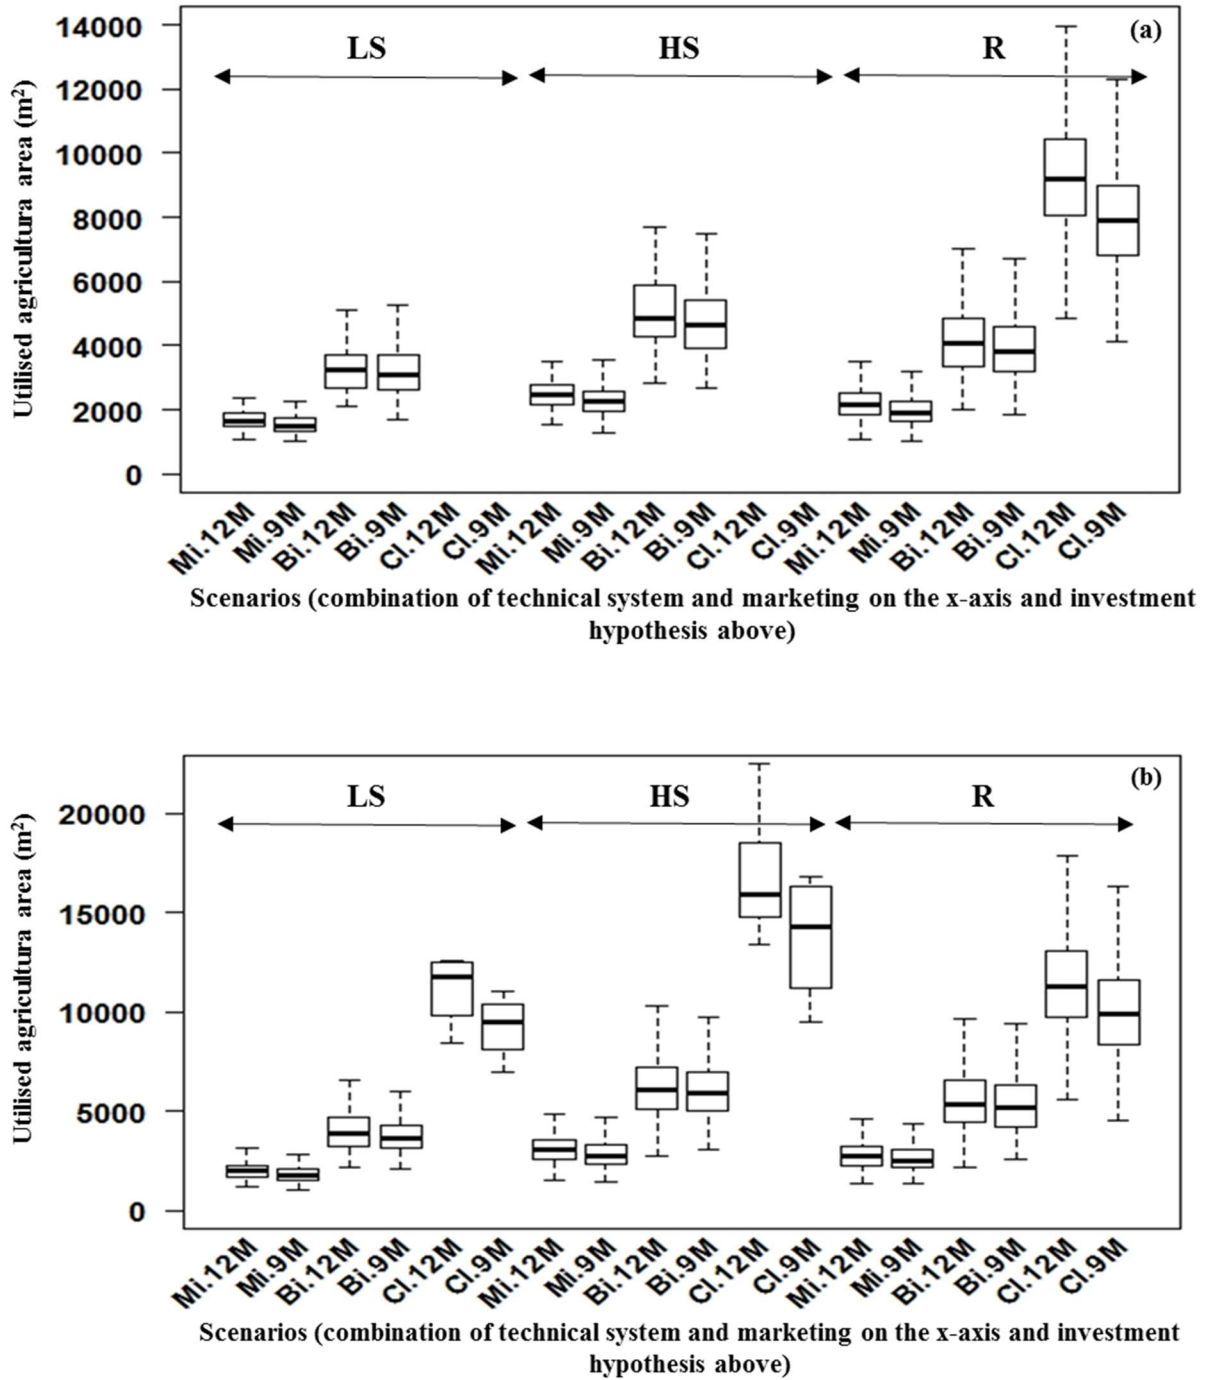 (a)
LS HS R
14000
12000
10000
8000
6000
4000
2000
0
Utilised agricultura area (m²)
Mi.12M Mi.9M Bi.12M Bi.9M Cl.12M Cl.9M Mi.12M Mi.9M Bi.12M Bi.9M Cl.12M Cl.9M Mi.12M Mi.9M Bi.12M Bi.9M Cl.12M Cl.9M
Scenarios (combination of technical system and marketing on the x-axis and investment
hypothesis above)
(b)
LS HS R
20000
15000
10000
5000
0
Utilised agricultura area (m²)
Mi.12M Mi.9M Bi.12M Bi.9M Cl.12M Cl.9M Mi.12M Mi.9M Bi.12M Bi.9M Cl.12M Cl.9M Mi.12M Mi.9M Bi.12M Bi.9M Cl.12M Cl.9M
Scenarios (combination of technical system and marketing on the x-axis and investment
hypothesis above)